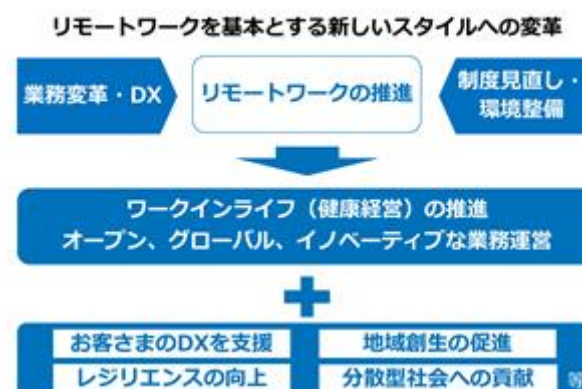 リモートワークを基本とする新しいスタイルへの変革
業務変革・DX
リモートワークの推進
制度見直し・
環境整備
ワークインライフ（健康経営）の推進
オープン、グローバル、イノベーティブな業務運営
+
お客さまのDXを支援
地域創生の促進
レジリエンスの向上
分散型社会への貢献